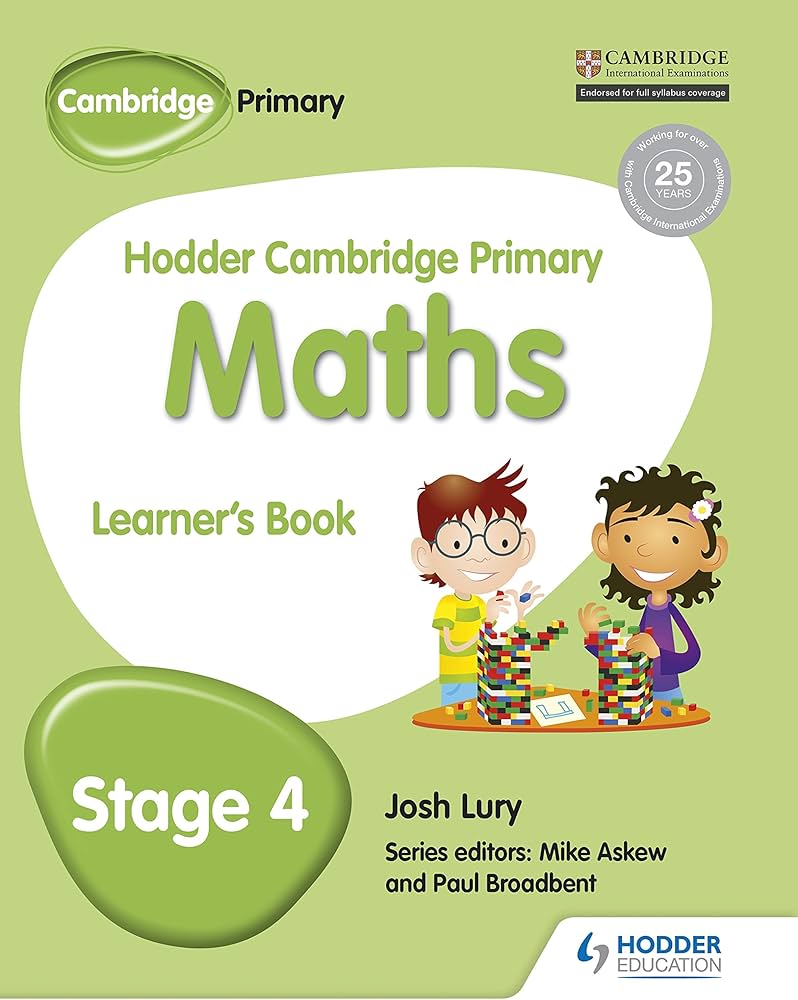 Cambridge Primary
CAMBRIDGE
International Examinations
Endorsed for full syllabus coverage
Working for over
25
YEARS
with Cambridge International Examinations
Hodder Cambridge Primary
Maths
Learner's Book
Stage 4
Josh Lury
Series editors: Mike Askew
and Paul Broadbent
HODDER
EDUCATION